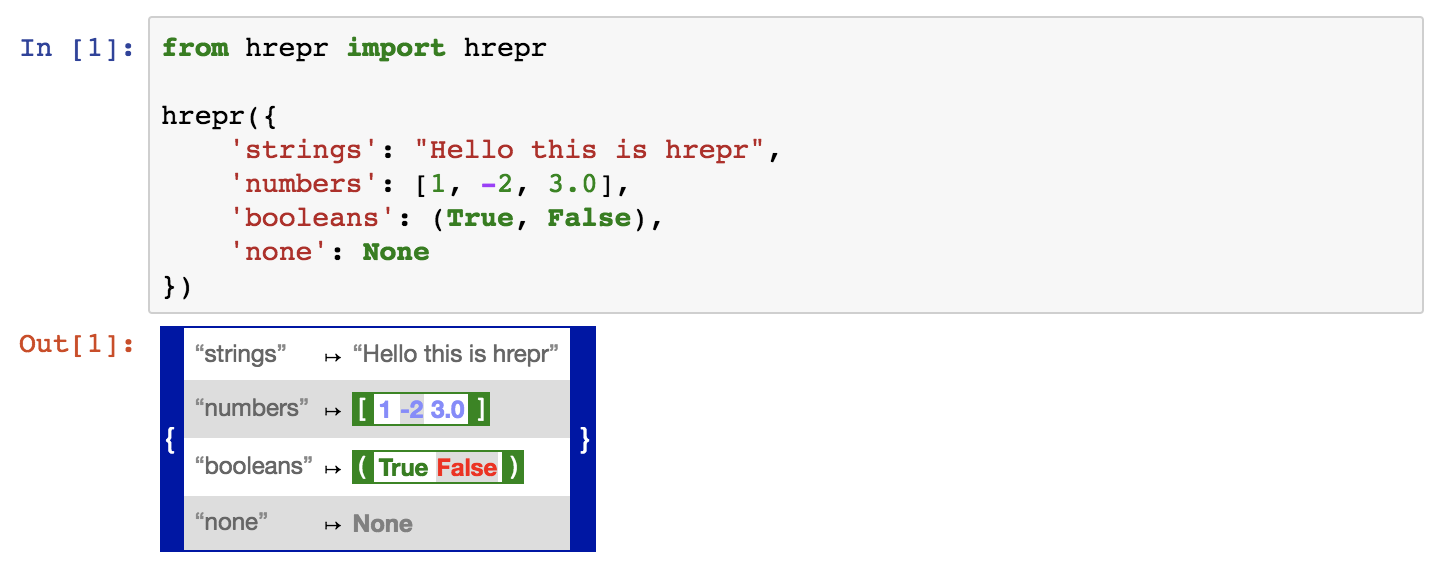 In [1]: from hrepr import hrepr
hrepr({
'strings': "Hello this is hrepr",
'numbers': [1, -2, 3.0],
'booleans': (True, False),
'none': None
})
Out[1]:
“strings” ↦ “Hello this is hrepr”
“numbers” ↦ [ 1 -2 3.0 ]
{ }
“booleans” ↦ ( True False )
“none” ↦ None